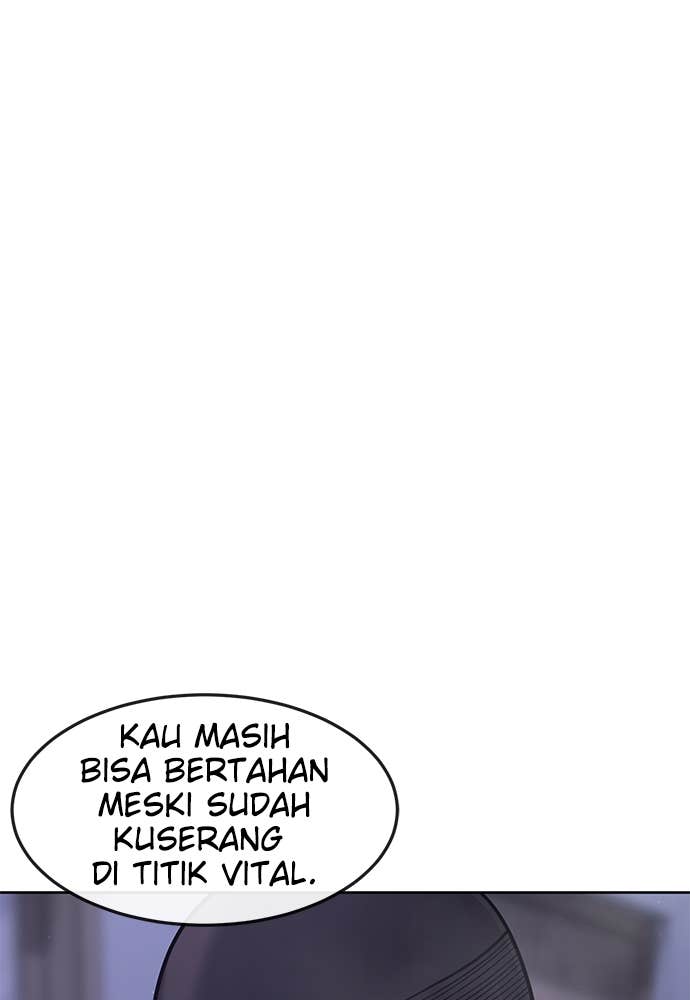 KAU MASIH
BISA BERTAHAN
MESKI SUDAH
KUSERANG
DI TITIK VITAL.